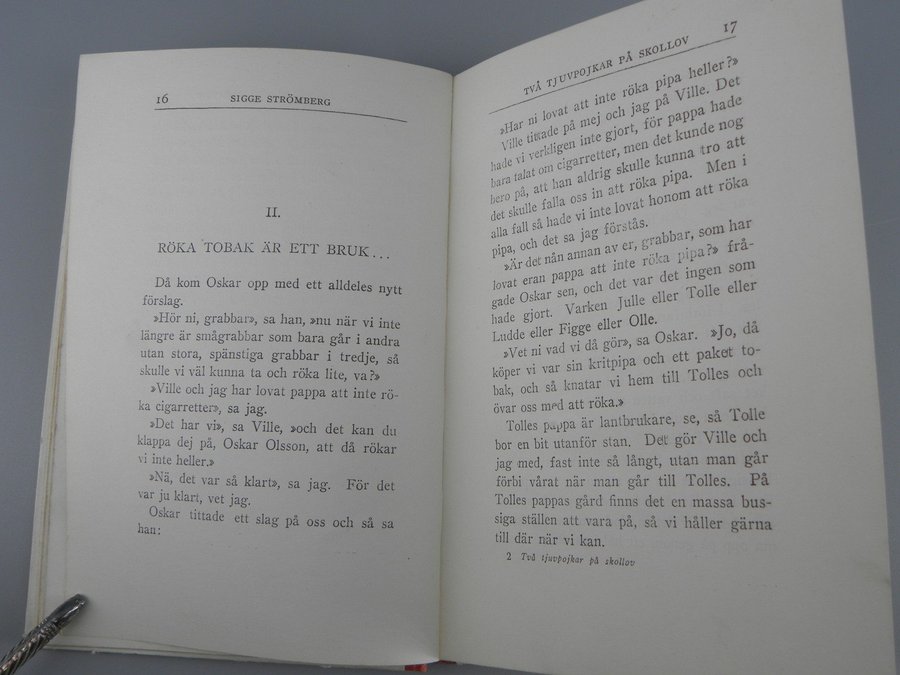 16 SIGGE STRÖMBERG
II.
RÖKA TOBAK ÄR ETT BRUK...
Då kom Oskar opp med ett alldeles nytt
förslag.
»Hör ni, grabbar», sa han, »nu när vi inte
längre är smågrabbar som bara går i andra
utan stora, spänstiga grabbar i tredje, så
skulle vi väl kunna ta och röka lite, va?»
»Ville och jag har lovat pappa att inte rö-
ka cigarretter», sa jag.
»Det har vi», sa Ville, »och det kan du
klappa dej på, Oskar Olsson, att då rökar
vi inte heller.»
»Nä, det var så klart», sa jag. För det
var ju klart, vet jag.
Oskar tittade ett slag på oss och så sa
han:
TVÅ TJUVPOJKAR PÅ SKOLLOV 17
»Har ni lovat att inte röka pipa heller?»
Ville tittade på mej och jag på Ville. Det
hade vi verkligen inte gjort, för pappa hade
bara talat om cigarretter, men det kunde nog
bero på, att han aldrig skulle kunna tro att
det skulle falla oss in att röka pipa. Men i
alla fall så hade vi inte lovat honom att röka
pipa, och det sa jag förstås.
»Är det nån annan av er, grabbar, som har
lovat eran pappa att inte röka pipa?» frå-
gade Oskar sen, och det var det ingen som
hade gjort. Varken Julle eller Tolle eller
Ludde eller Figge eller Olle.
»Vet ni vad vi då gör», sa Oskar. »Jo, då
köper vi var sin kritpipa och ett paket to-
bak, och så knatar vi hem till Tolles och
övar oss med att röka.»
Tolles pappa är lantbrukare, se, så Tolle
bor en bit utanför stan. Det gör Ville och
jag med, fast inte så långt, utan man går
förbi vårat när man går till Tolles. På
Tolles pappas gård finns det en massa bus-
siga ställen att vara på, så vi håller gärna
till där när vi kan.
2 Två tjuvpojkar på skollov